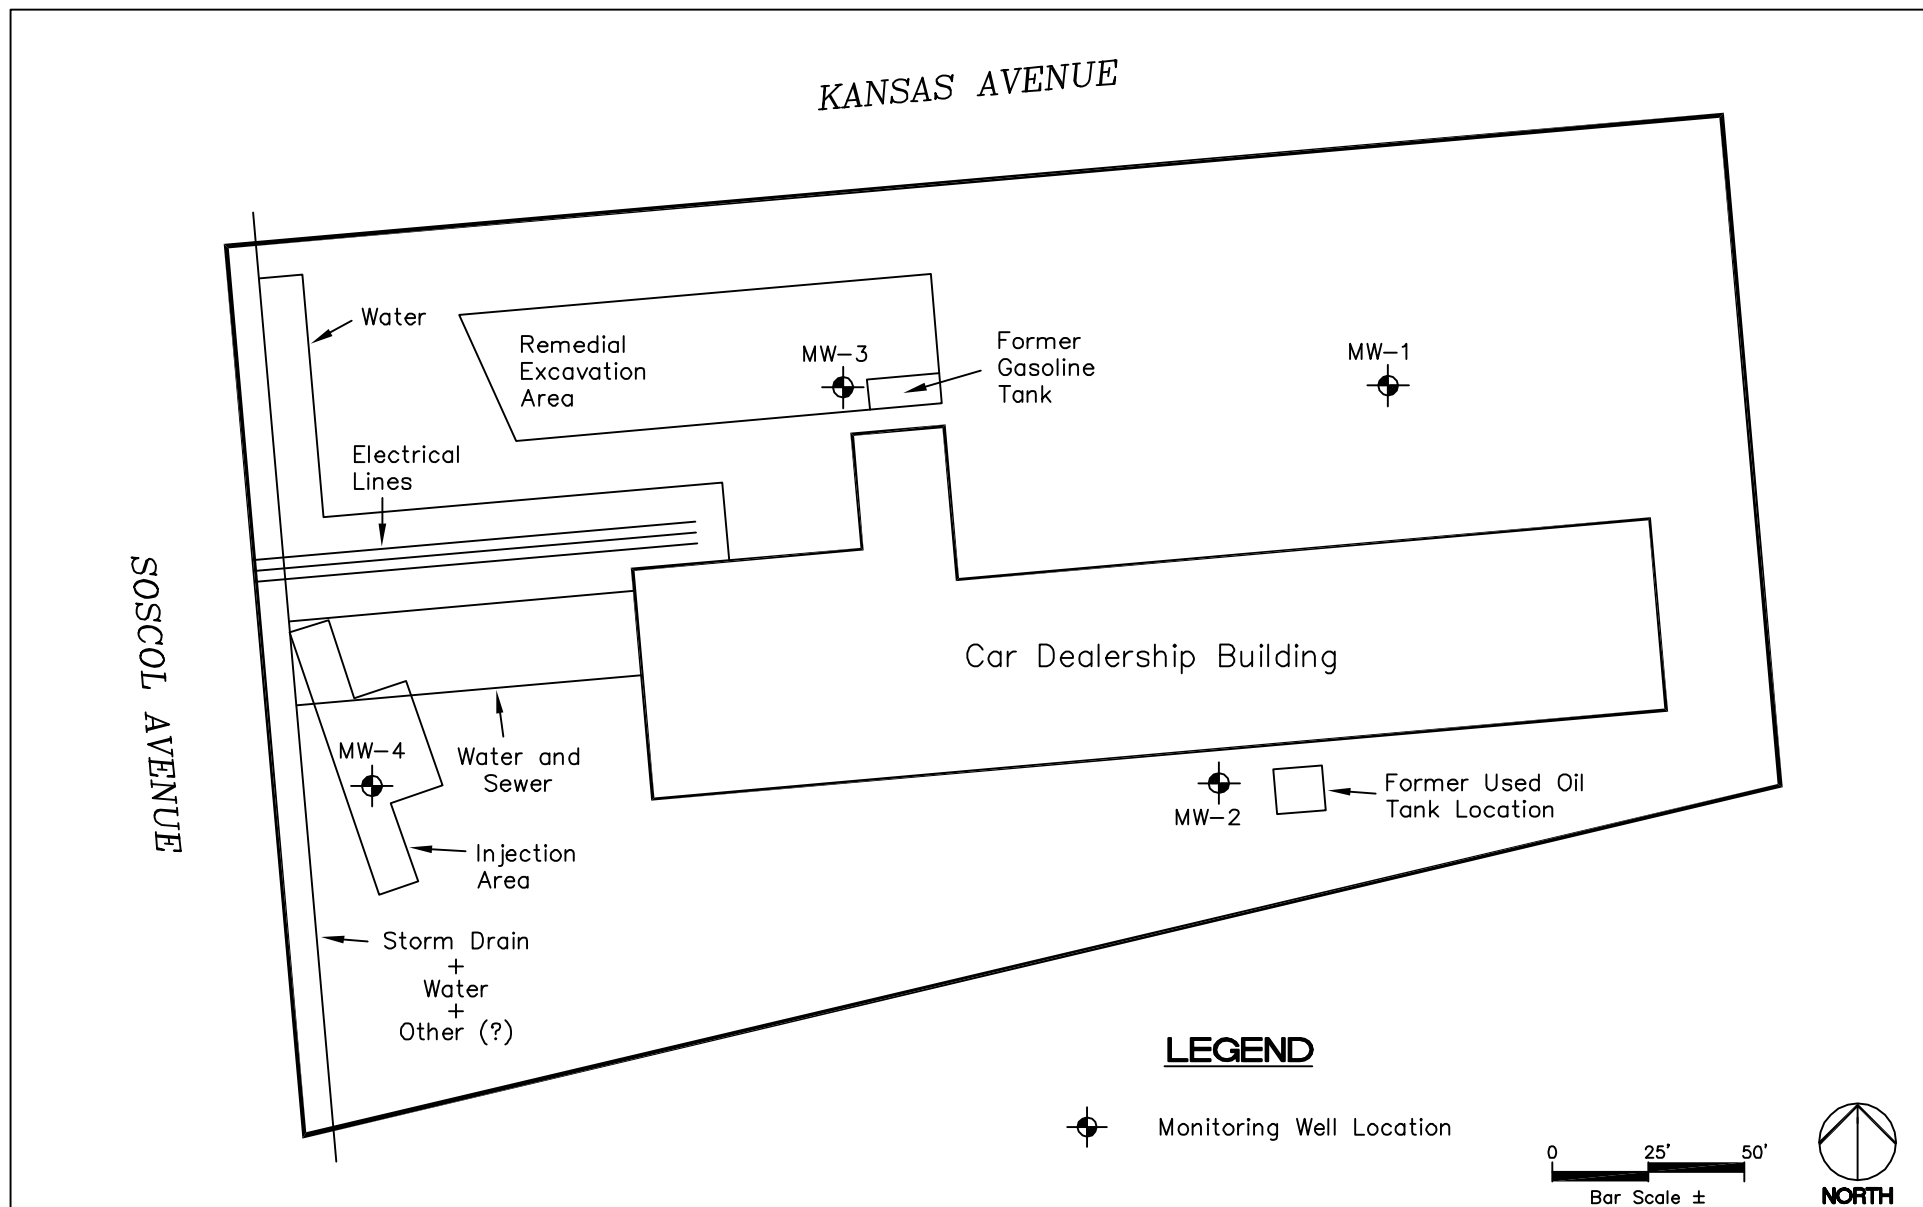 KANSAS AVENUE
Water
Remedial
Excavation
Area
MW-3
Former
Gasoline
Tank
MW-1
Electrical
Lines
SOSCOL AVENUE
Car Dealership Building
MW-4
Water and
Sewer
MW-2
Former Used Oil
Tank Location
Injection
Area
Storm Drain
+
Water
+
Other (?)
LEGEND
Monitoring Well Location
0 25' 50'
Bar Scale ±
NORTH